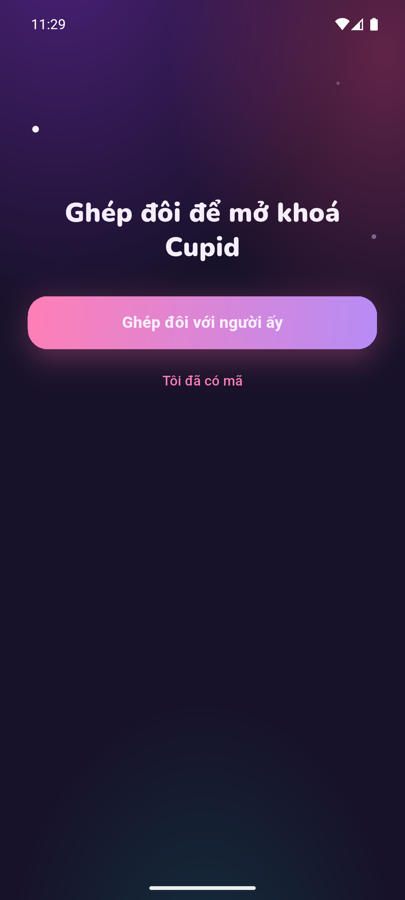 11:29
Ghép đôi để mở khoá
Cupid
Ghép đôi với người ấy
Tôi đã có mã